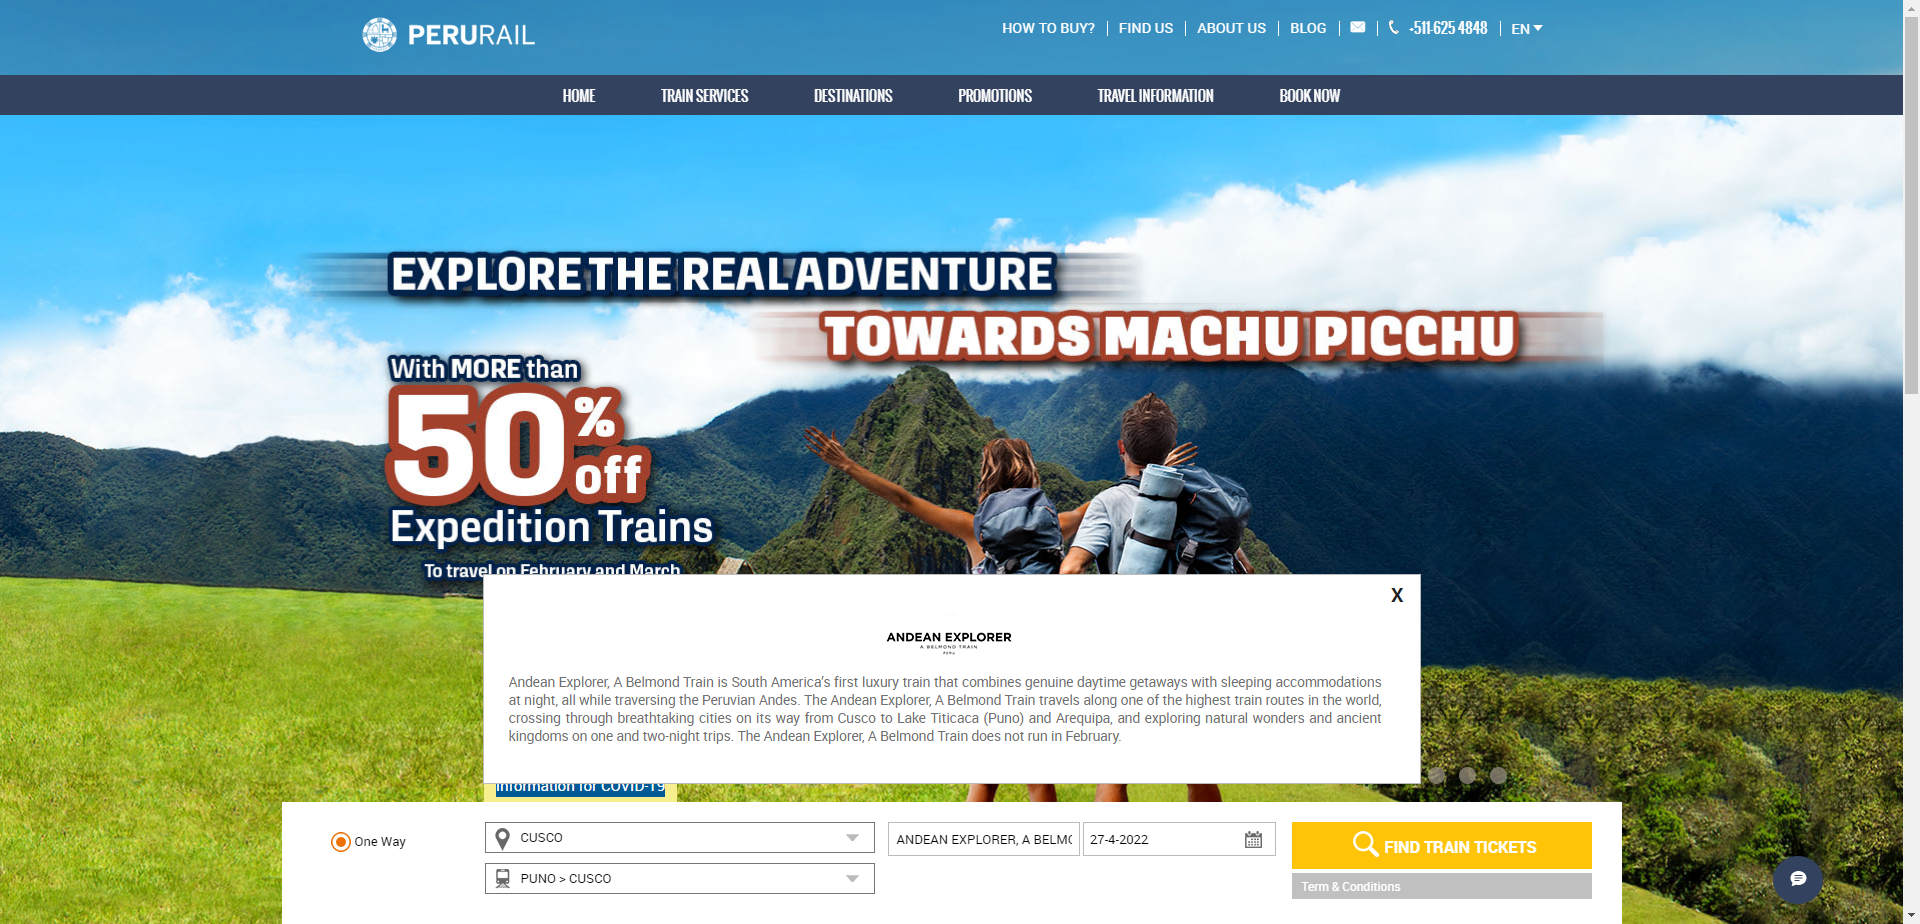 PERURAIL
HOW TO BUY?
FIND US
ABOUT US
BLOG
+511-625 4848
EN
HOME
TRAIN SERVICES
DESTINATIONS
PROMOTIONS
TRAVEL INFORMATION
BOOK NOW
EXPLORE THE REAL ADVENTURE
TOWARDS MACHU PICCHU
With MORE than
50% off
Expedition Trains
To travel on February and March
X
ANDEAN EXPLORER
A BELMOND TRAIN
PERU
Andean Explorer, A Belmond Train is South America's first luxury train that combines genuine daytime getaways with sleeping accommodations
at night, all while traversing the Peruvian Andes. The Andean Explorer, A Belmond Train travels along one of the highest train routes in the world,
crossing through breathtaking cities on its way from Cusco to Lake Titicaca (Puno) and Arequipa, and exploring natural wonders and ancient
kingdoms on one and two-night trips. The Andean Explorer, A Belmond Train does not run in February.
Information for COVID-19
One Way
CUSCO
ANDEAN EXPLORER, A BELMO
27-4-2022
FIND TRAIN TICKETS
PUNO > CUSCO
Term & Conditions